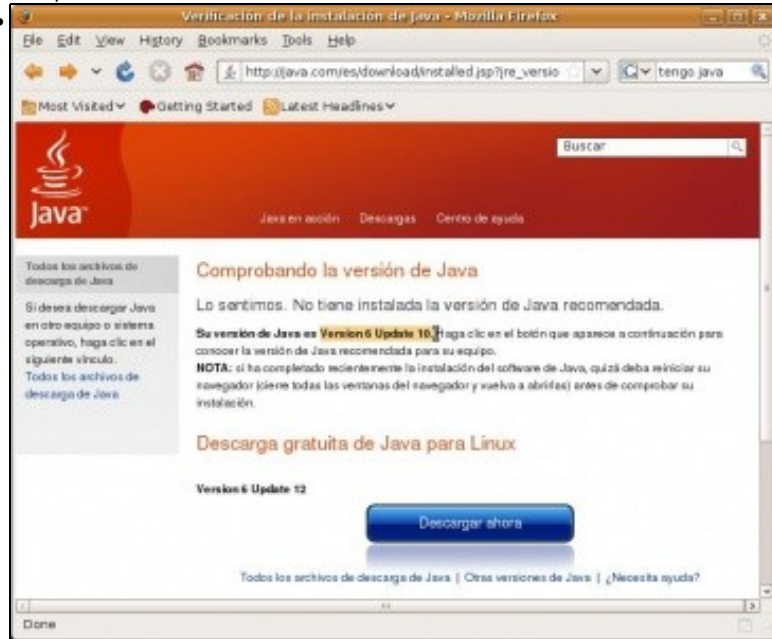 Verificación de la instalación de Java - Mozilla Firefox
File Edit View History Bookmarks Tools Help
http://java.com/es/download/installed.jsp?jre_versio
tengo java
Most Visited Getting Started Latest Headlines
Java
Buscar
Java en acción Descargas Centro de ayuda
Todos los archivos de
descarga de Java
Si desea descargar Java
en otro equipo o sistema
operativo, haga clic en el
siguiente vínculo.
Todos los archivos de
descarga de Java
Comprobando la versión de Java
Lo sentimos. No tiene instalada la versión de Java recomendada.
Su versión de Java es Version 6 Update 10. Haga clic en el botón que aparece a continuación para
conocer la versión de Java recomendada para su equipo.
NOTA: si ha completado recientemente la instalación del software de Java, quizá deba reiniciar su
navegador (cierre todas las ventanas del navegador y vuelva a abrirlas) antes de comprobar su
instalación.
Descarga gratuita de Java para Linux
Version 6 Update 12
Descargar ahora
Todos los archivos de descarga de Java | Otras versiones de Java | ¿Necesita ayuda?
Done